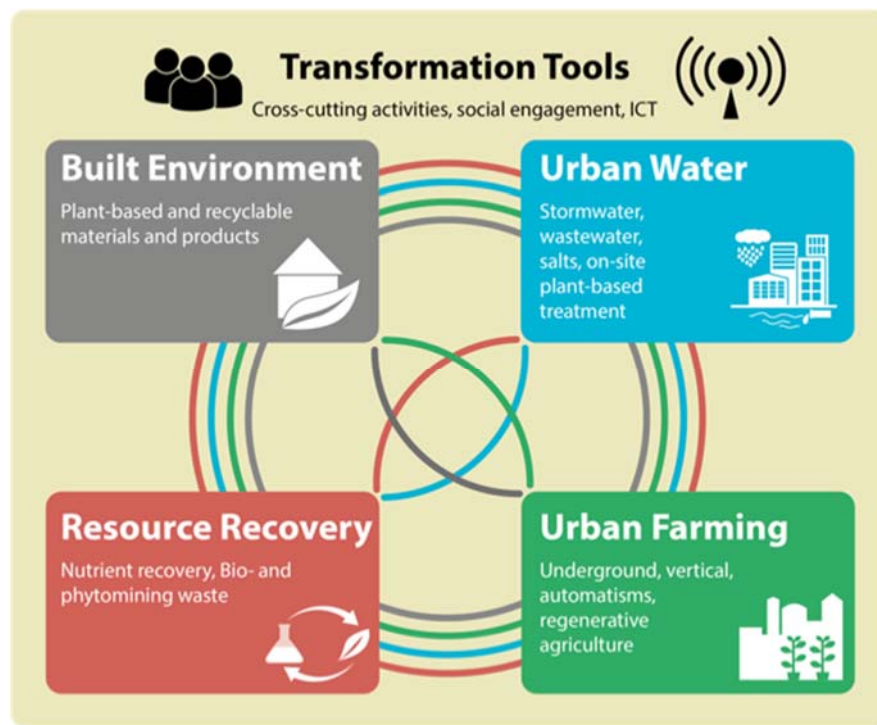 Transformation Tools
Cross-cutting activities, social engagement, ICT
Built Environment
Plant-based and recyclable
materials and products
Urban Water
Stormwater,
wastewater,
salts, on-site
plant-based
treatment
Resource Recovery
Nutrient recovery, Bio- and
phytomining waste
Urban Farming
Underground, vertical,
automatisms,
regenerative
agriculture